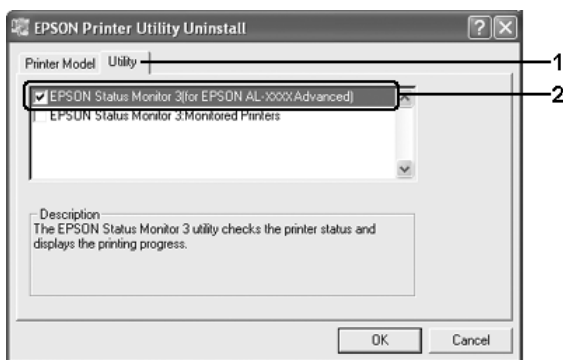 EPSON Printer Utility Uninstall
Printer Model Utility
1
EPSON Status Monitor 3(for EPSON AL-XXXX Advanced)
2
EPSON Status Monitor 3:Monitored Printers
Description
The EPSON Status Monitor 3 utility checks the printer status and
displays the printing progress.
OK Cancel